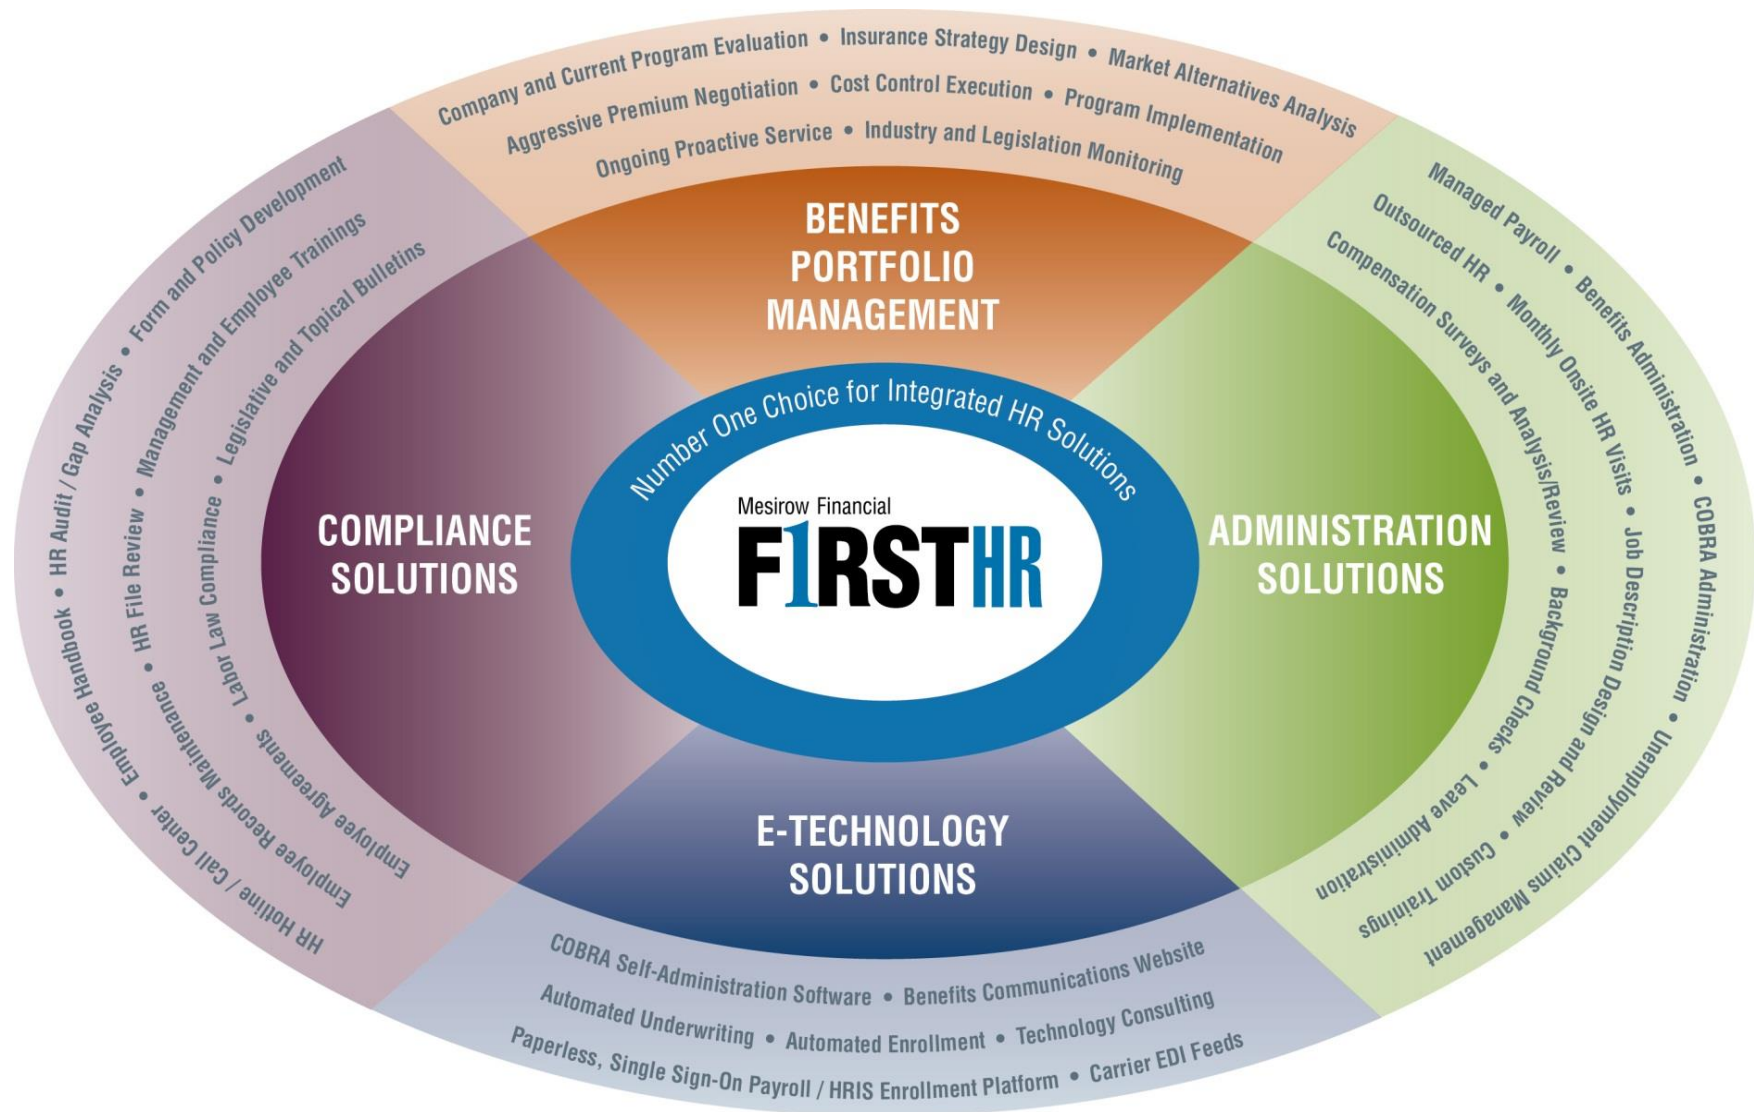 Company and Current Program Evaluation • Insurance Strategy Design • Market Alternatives Analysis
Aggressive Premium Negotiation • Cost Control Execution • Program Implementation
Ongoing Proactive Service • Industry and Legislation Monitoring
BENEFITS
PORTFOLIO
MANAGEMENT
Managed Payroll • Benefits Administration • COBRA Administration • Unemployment Claims Management
Outsourced HR • Monthly Onsite HR Visits • Job Description Design and Review • Custom Trainings
Compensation Surveys and Analysis/Review • Background Checks • Leave Administration
ADMINISTRATION
SOLUTIONS
Number One Choice for Integrated HR Solutions
Mesirow Financial
F1RSTHR
COMPLIANCE
SOLUTIONS
HR Hotline / Call Center • Employee Handbook • HR Audit / Gap Analysis • Form and Policy Development
Employee Records Maintenance • HR File Review • Management and Employee Trainings
Employee Agreements • Labor Law Compliance • Legislative and Topical Bulletins
E-TECHNOLOGY
SOLUTIONS
COBRA Self-Administration Software • Benefits Communications Website
Automated Underwriting • Automated Enrollment • Technology Consulting
Paperless, Single Sign-On Payroll / HRIS Enrollment Platform • Carrier EDI Feeds